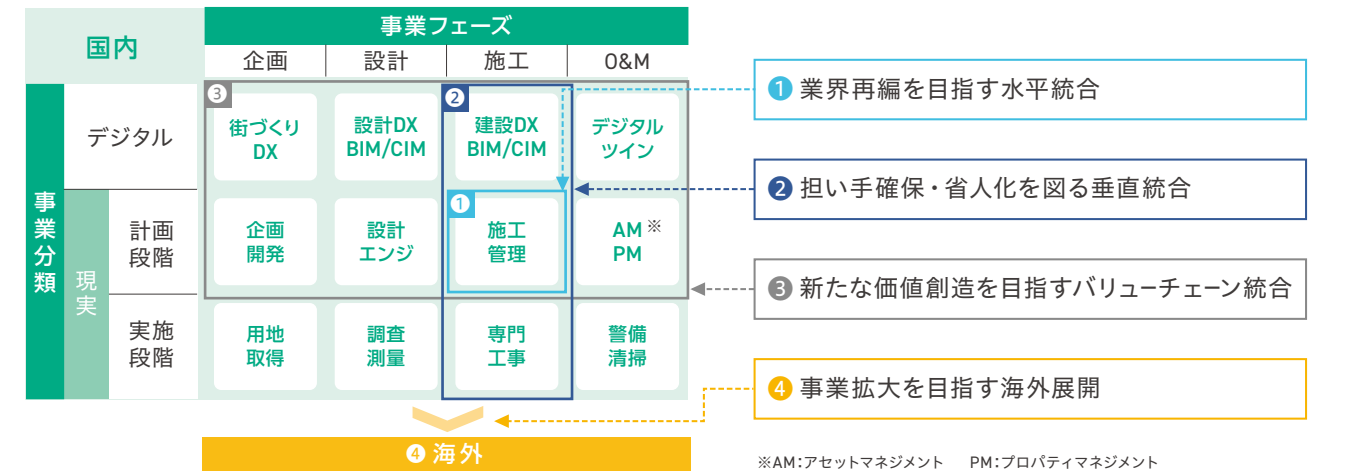 国内
事業フェーズ
企画
設計
施工
O&M
事業分類
デジタル
現実
計画
段階
実施
段階
3
街づくり
DX
設計DX
BIM/CIM
2
建設DX
BIM/CIM
デジタル
ツイン
企画
開発
設計
エンジ
1
施工
管理
AM※
PM
用地
取得
調査
測量
専門
工事
警備
清掃
4 海外
1 業界再編を目指す水平統合
2 担い手確保・省人化を図る垂直統合
3 新たな価値創造を目指すバリューチェーン統合
4 事業拡大を目指す海外展開
※AM:アセットマネジメント PM:プロパティマネジメント